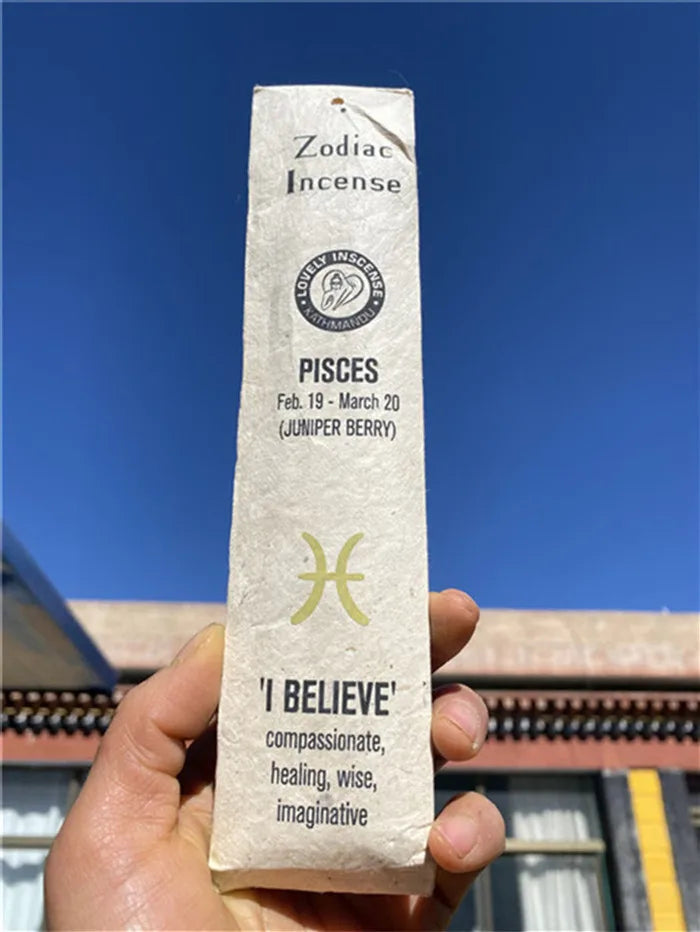 Zodiac
Incense
LOVELY INSCENSE
KATHMANDU
PISCES
Feb. 19 - March 20
(JUNIPER BERRY)
'I BELIEVE'
compassionate,
healing, wise,
imaginative